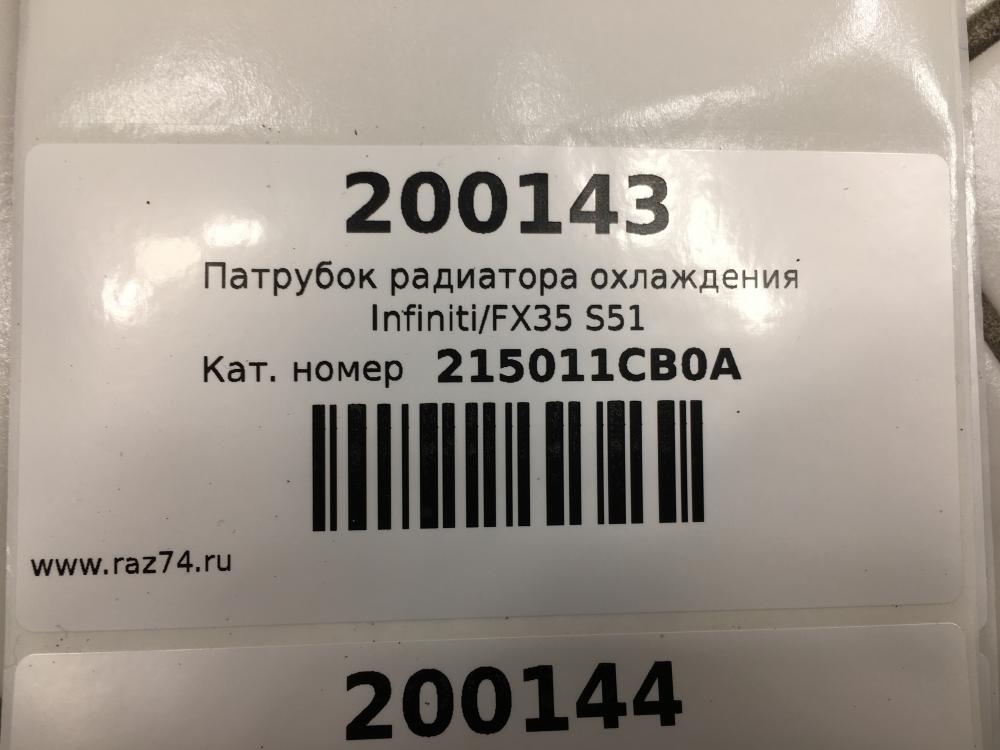 200143
Патрубок радиатора охлаждения
Infiniti/FX35 S51
Кат. номер 215011CB0A
www.raz74.ru
200144